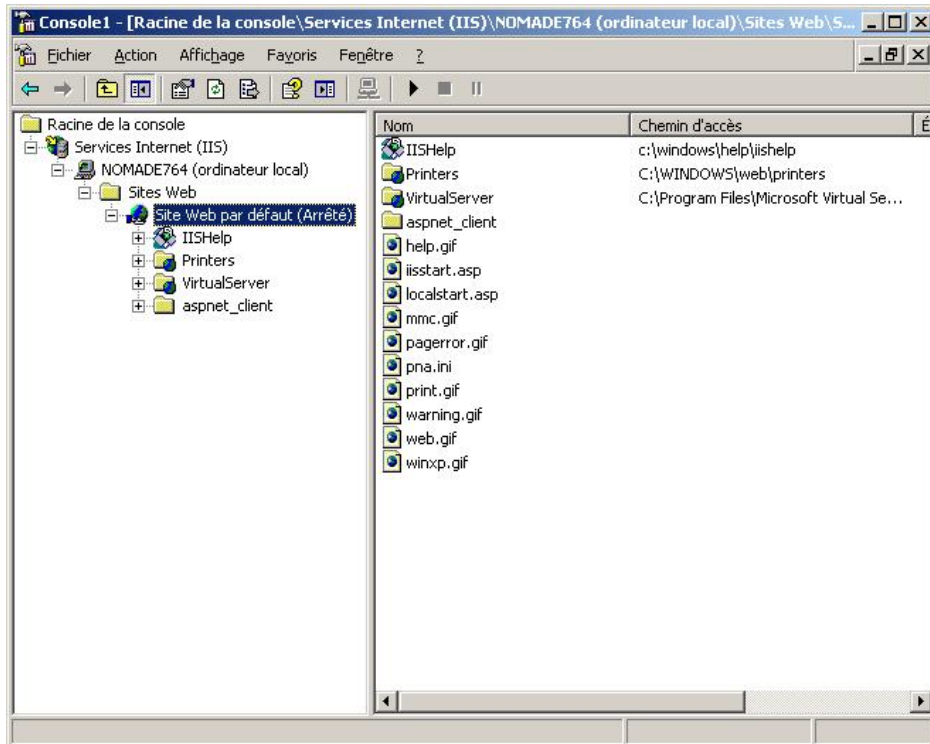 Console1 - [Racine de la console\Services Internet (IIS)\NOMADE764 (ordinateur local)\Sites Web\S...
Fichier Action Affichage Favoris Fenêtre ?
Racine de la console
Services Internet (IIS)
NOMADE764 (ordinateur local)
Sites Web
Site Web par défaut (Arrêté)
IISHelp
Printers
VirtualServer
aspnet_client
Nom Chemin d'accès É
IISHelp c:\windows\help\iishelp
Printers C:\WINDOWS\web\printers
VirtualServer C:\Program Files\Microsoft Virtual Se...
aspnet_client
help.gif
iisstart.asp
localstart.asp
mmc.gif
pagerror.gif
pna.ini
print.gif
warning.gif
web.gif
winxp.gif